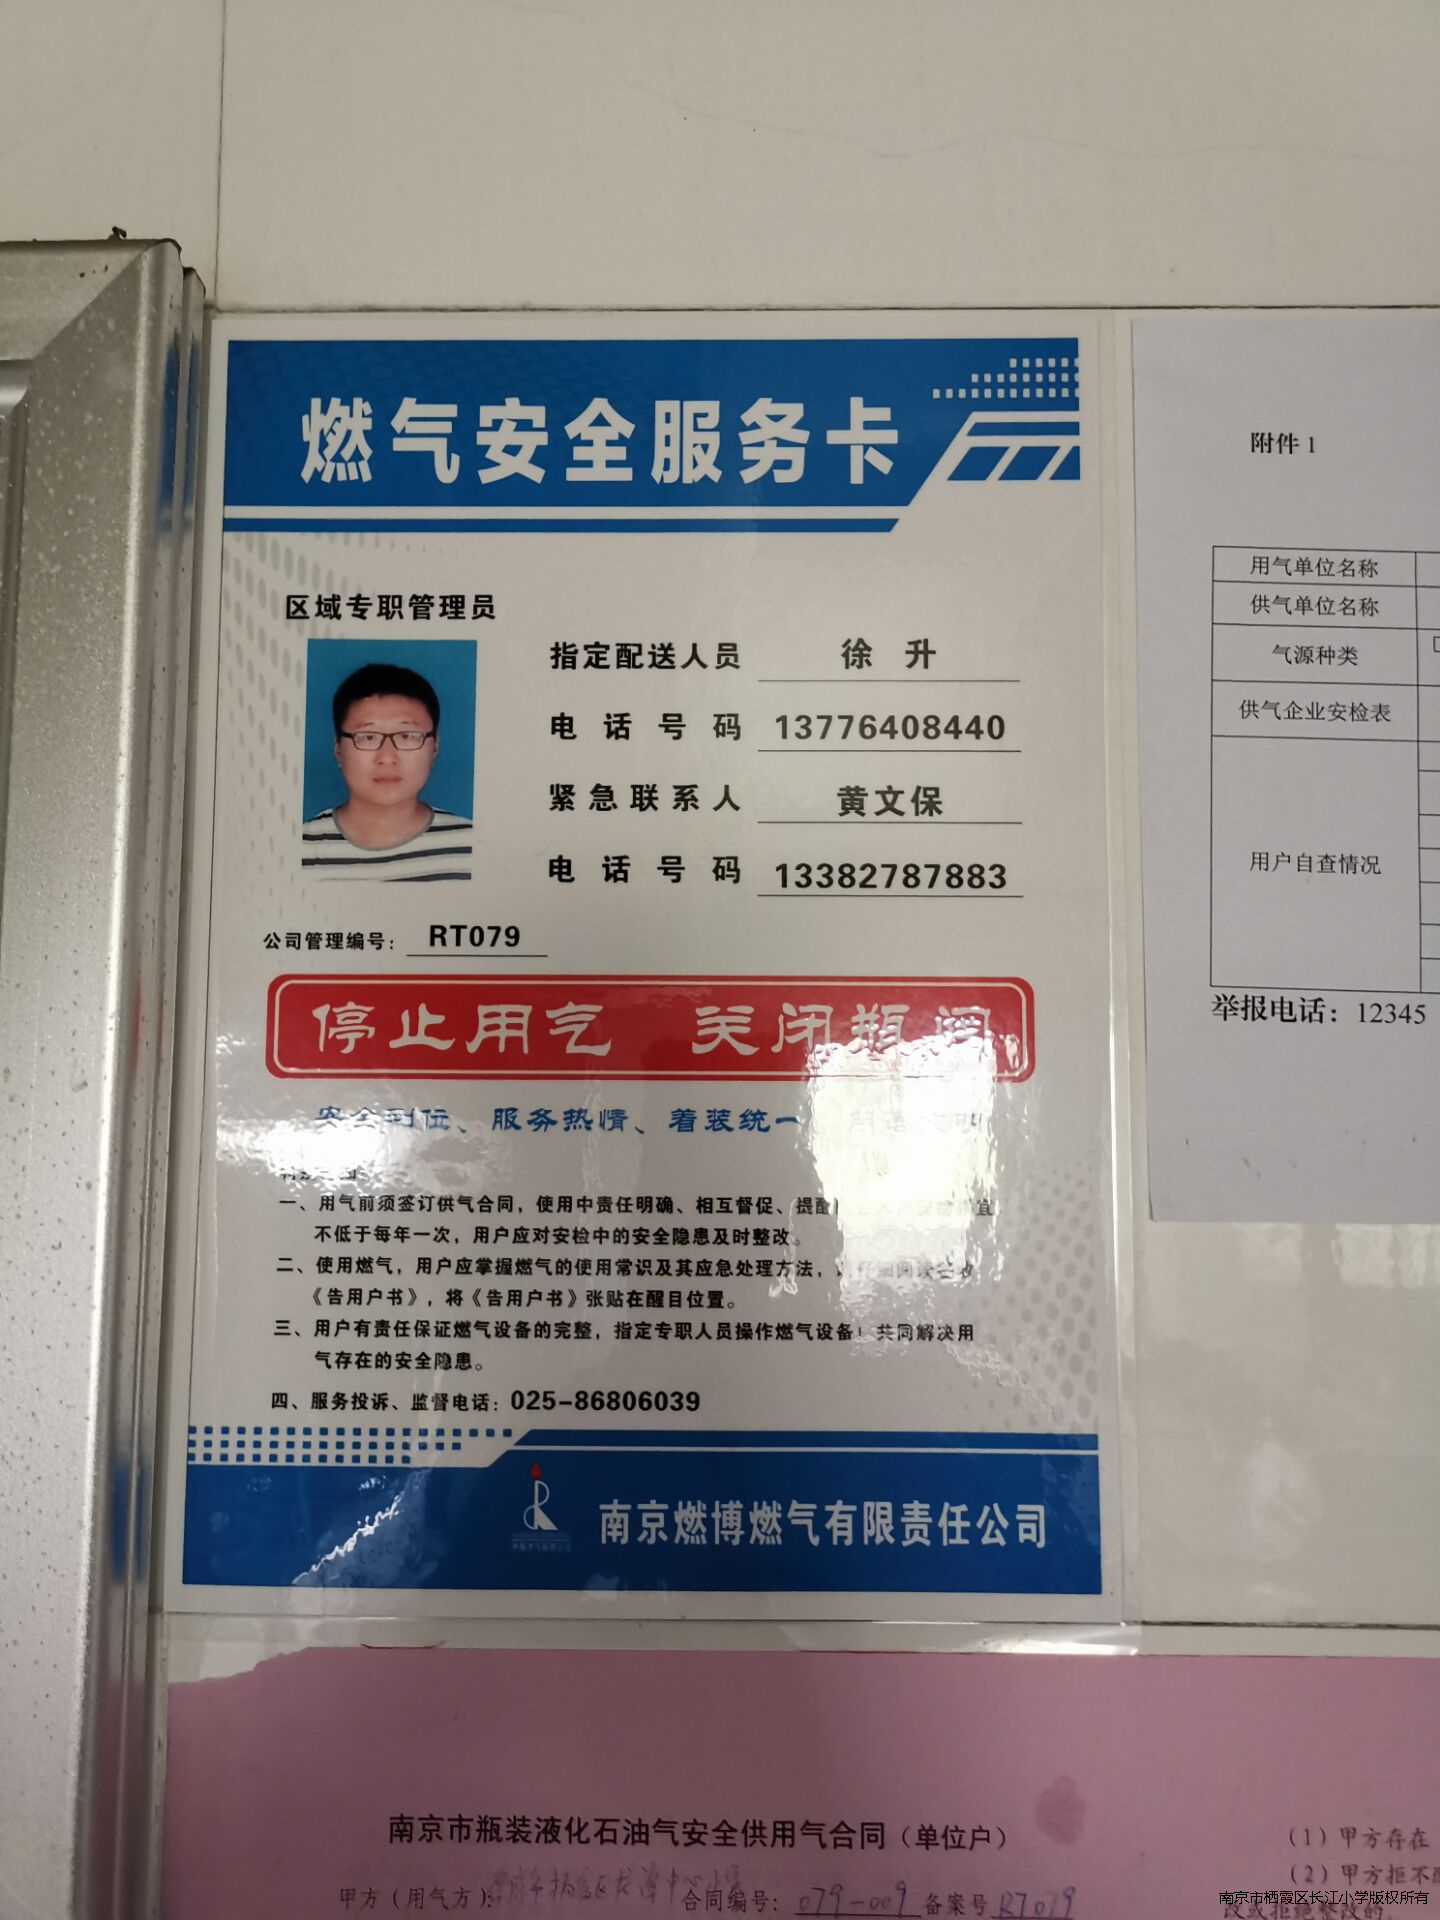 燃气安全服务卡
区域专职管理员
指定配送人员 徐 升
电话号码 13776408440
紧急联系人 黄文保
电话号码 13382787883
公司管理编号： RT079
停止用气 关闭瓶阀
安全到位、服务热情、着装统一
一、用气前须签订供气合同，使用中责任明确、相互督促、提醒
不低于每年一次，用户应对安检中的安全隐患及时整改。
二、使用燃气，用户应掌握燃气的使用常识及其应急处理方法，
《告用户书》，将《告用户书》张贴在醒目位置。
三、用户有责任保证燃气设备的完整，指定专职人员操作燃气设备！共同解决用
气存在的安全隐患。
四、服务投诉、监督电话：025-86806039
南京燃博燃气有限责任公司
附件 1
用气单位名称
供气单位名称
气源种类
供气企业安检表
用户自查情况
举报电话：12345
南京市瓶装液化石油气安全供用气合同（单位户）
甲方（用气方）： 合同编号：079-009 备案号 RT079
（1）甲方存在
（2）甲方拒不
改或拒绝整改的
南京市栖霞区长江小学版权所有